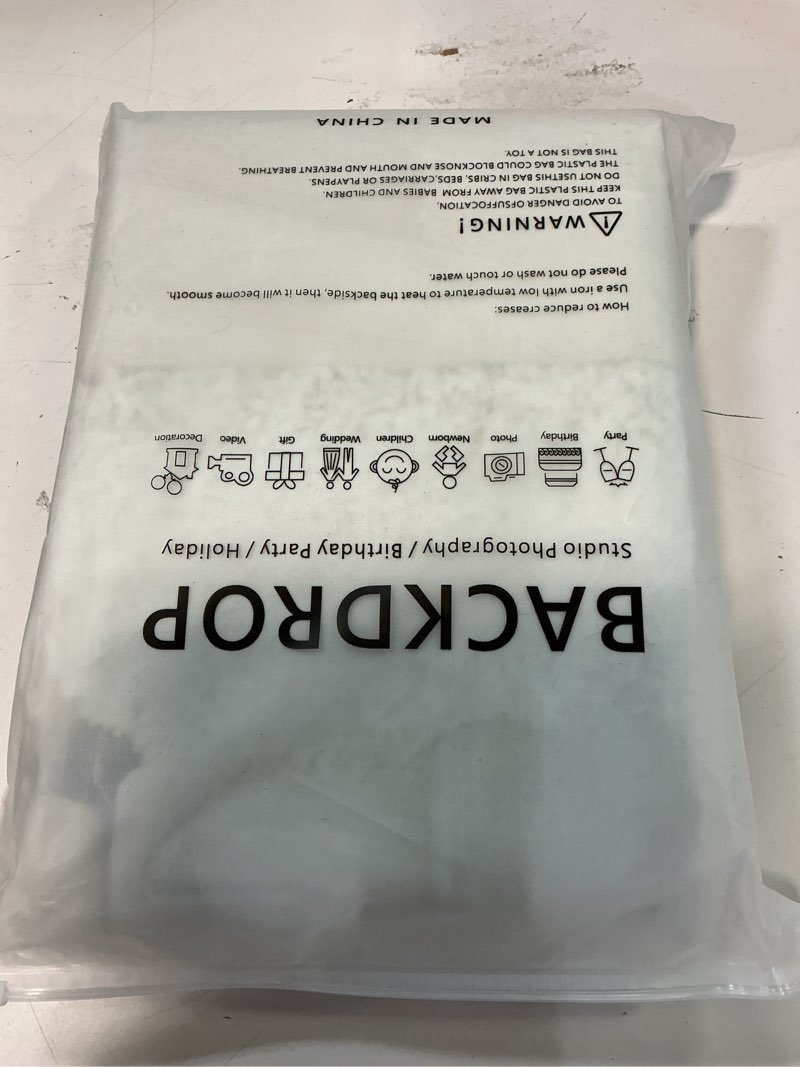 BACKDROP
Studio Photography / Birthday Party / Holiday
Party Birthday Photo Newborn Children Wedding Gift Video Decoration
How to reduce creases:
Use a iron with low temperature to heat the backside, then it will become smooth.
Please do not wash or touch water.
WARNING!
TO AVOID DANGER OFSUFFOCATION,
KEEP THIS PLASTIC BAG AWAY FROM BABIES AND CHILDREN.
DO NOT USETHIS BAG IN CRIBS, BEDS,CARRIAGES OR PLAYPENS.
THE PLASTIC BAG COULD BLOCKNOSE AND MOUTH AND PREVENT BREATHING.
THIS BAG IS NOT A TOY.
MADE IN CHINA